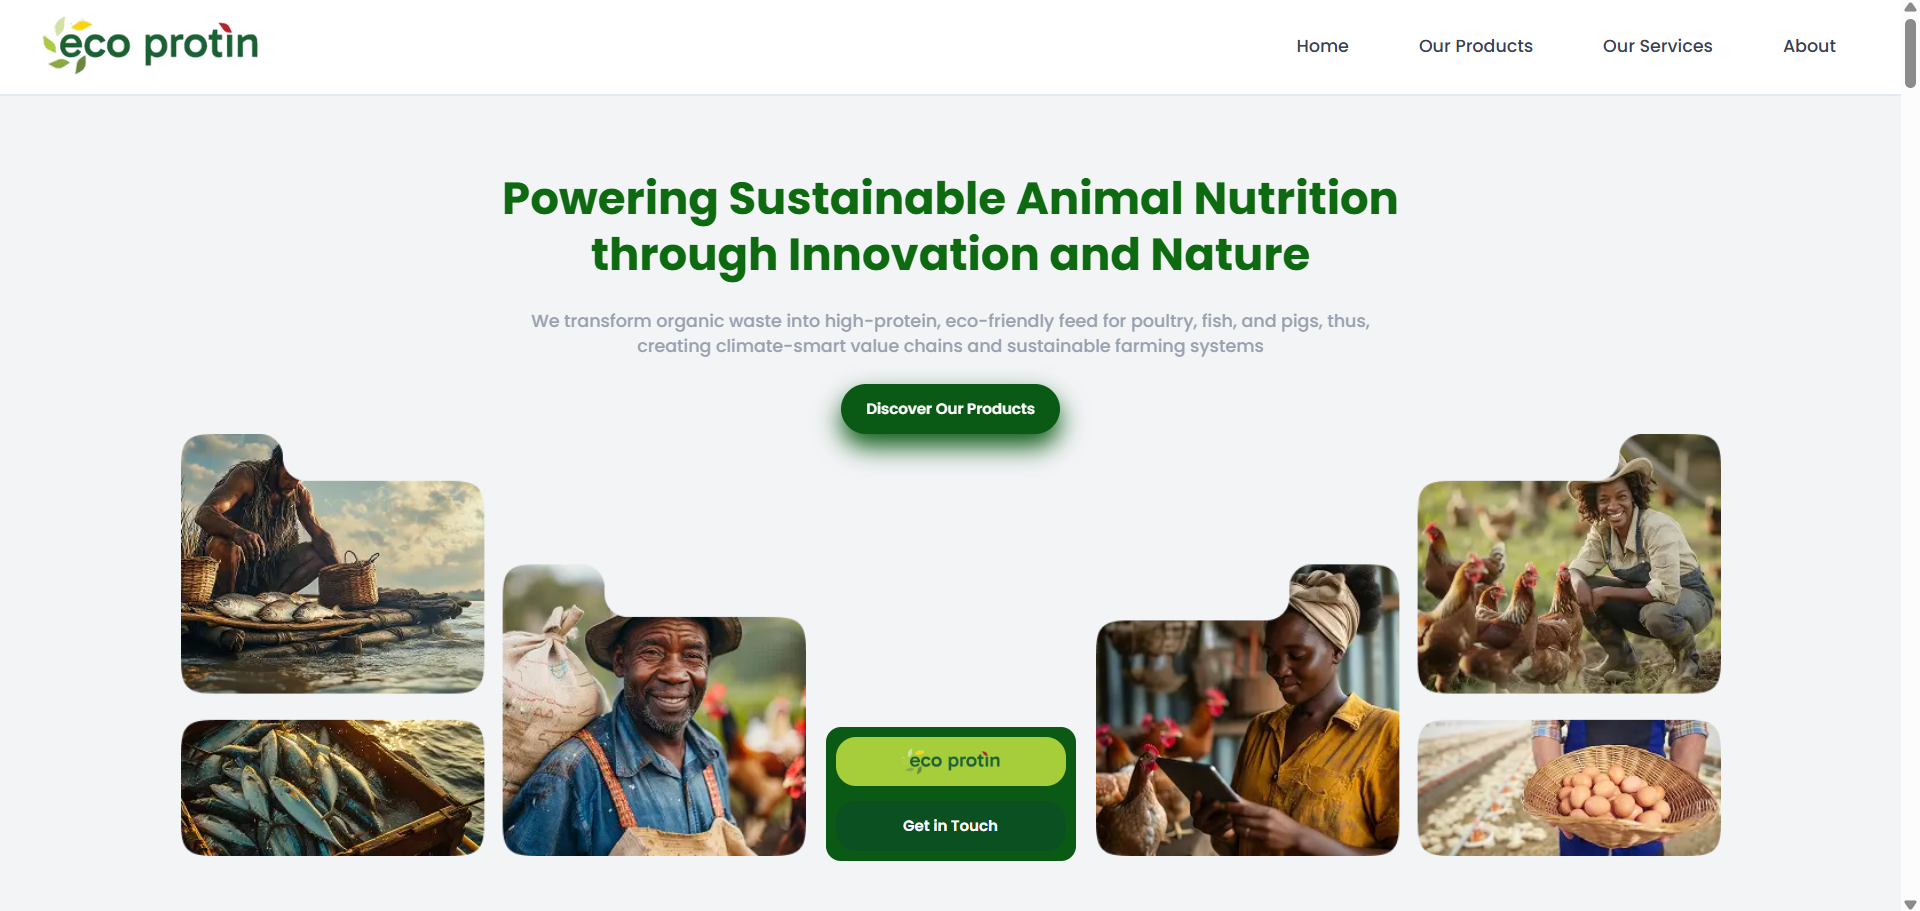 eco protin
Home
Our Products
Our Services
About
Powering Sustainable Animal Nutrition
through Innovation and Nature
We transform organic waste into high-protein, eco-friendly feed for poultry, fish, and pigs, thus,
creating climate-smart value chains and sustainable farming systems
Discover Our Products
eco protin
Get in Touch